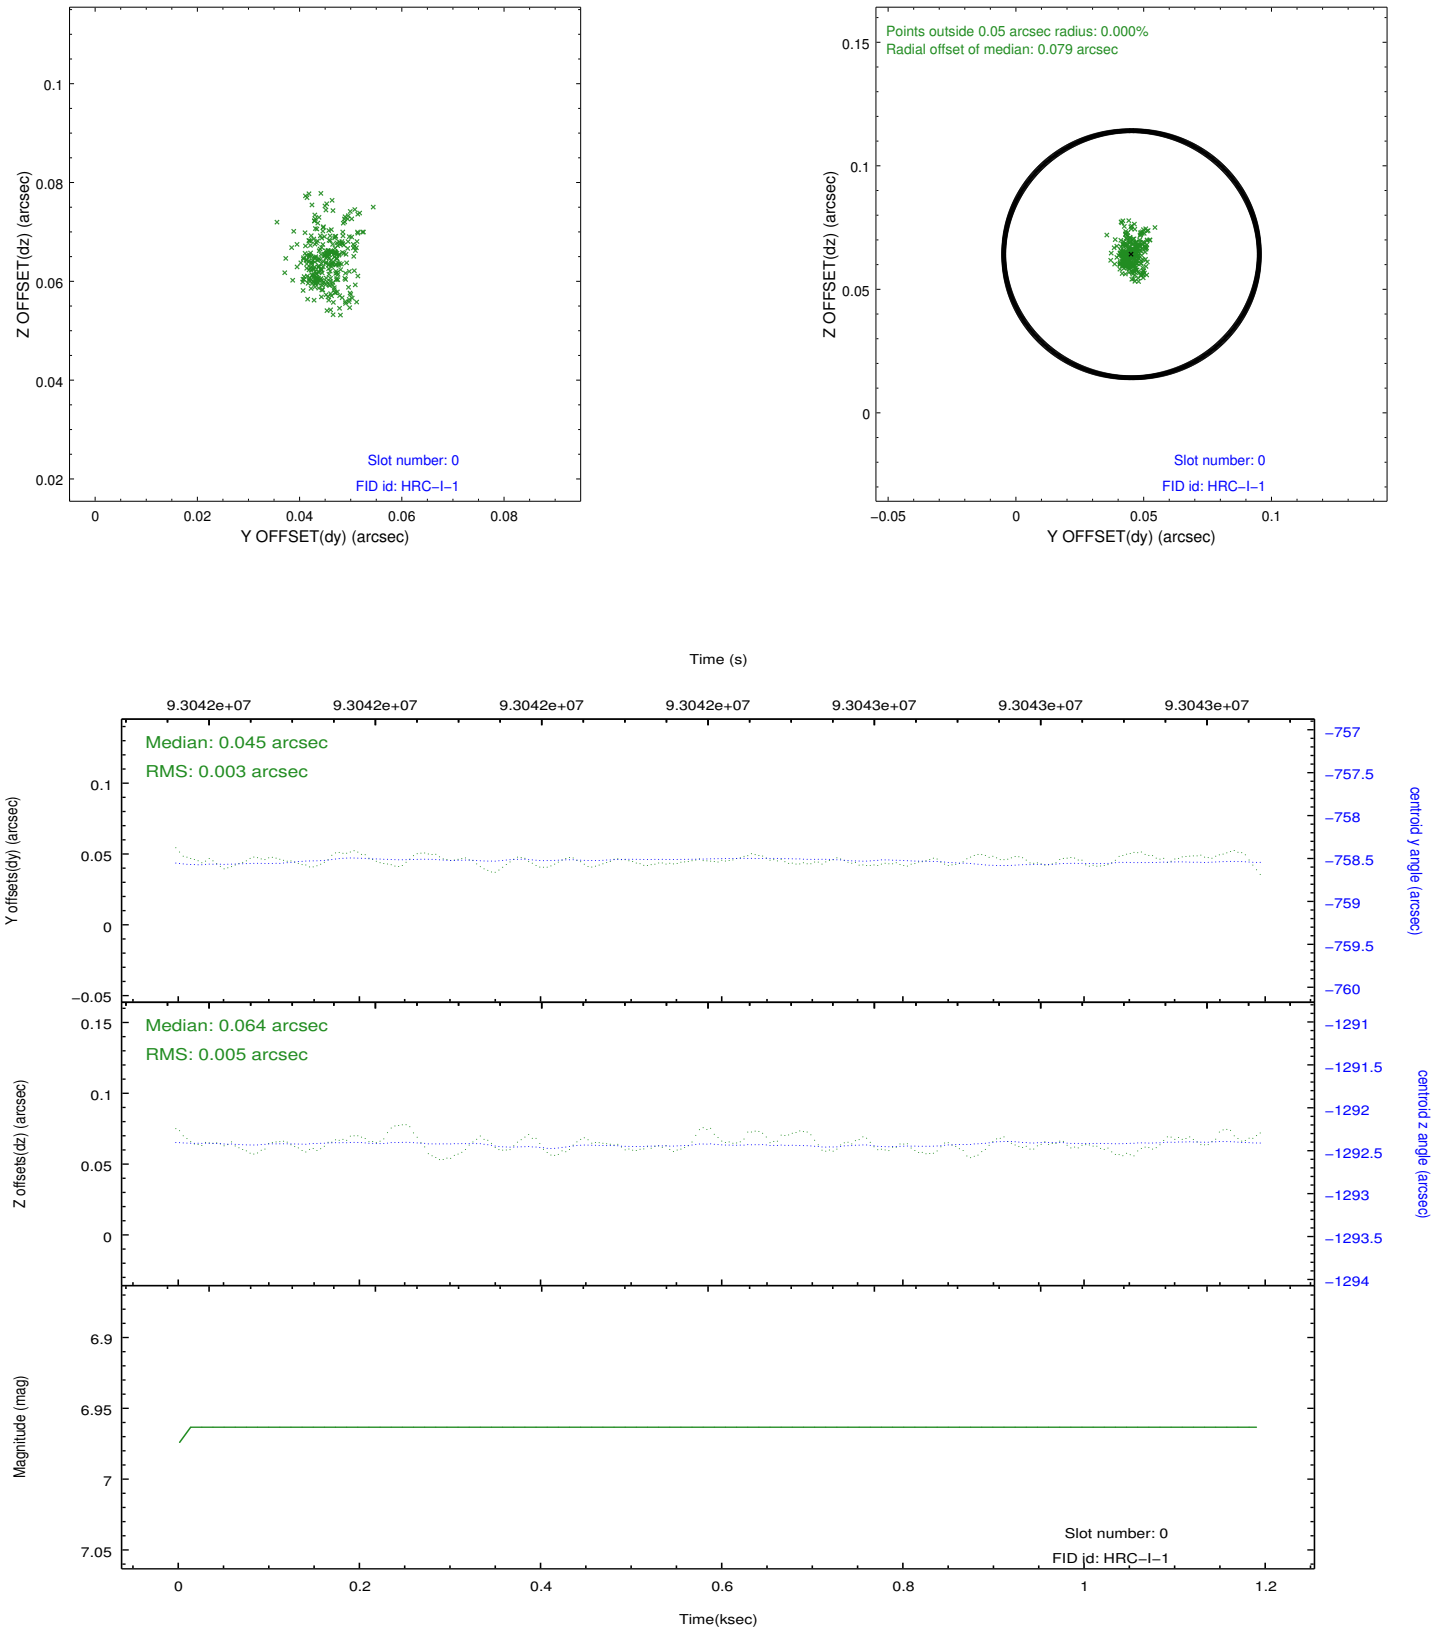 0.1
0.08
0.06
0.04
0.02
Z OFFSET(dz) (arcsec)
Slot number: 0
FID id: HRC−I−1
0 0.02 0.04 0.06 0.08
Y OFFSET(dy) (arcsec)
Points outside 0.05 arcsec radius: 0.000%
Radial offset of median: 0.079 arcsec
0.15
0.1
0.05
0
Z OFFSET(dz) (arcsec)
Slot number: 0
FID id: HRC−I−1
−0.05 0 0.05 0.1
Y OFFSET(dy) (arcsec)
Time (s)
9.3042e+07 9.3042e+07 9.3042e+07 9.3042e+07 9.3043e+07 9.3043e+07 9.3043e+07
Median: 0.045 arcsec
RMS: 0.003 arcsec
0.1
0.05
0
−0.05
Y offsets(dy) (arcsec)
−757
−757.5
−758
−758.5
−759
−759.5
−760
centroid y angle (arcsec)
Median: 0.064 arcsec
RMS: 0.005 arcsec
0.15
0.1
0.05
0
Z offsets(dz) (arcsec)
−1291
−1291.5
−1292
−1292.5
−1293
−1293.5
−1294
centroid z angle (arcsec)
6.9
6.95
7
7.05
Magnitude (mag)
Slot number: 0
FID id: HRC−I−1
0 0.2 0.4 0.6 0.8 1 1.2
Time(ksec)